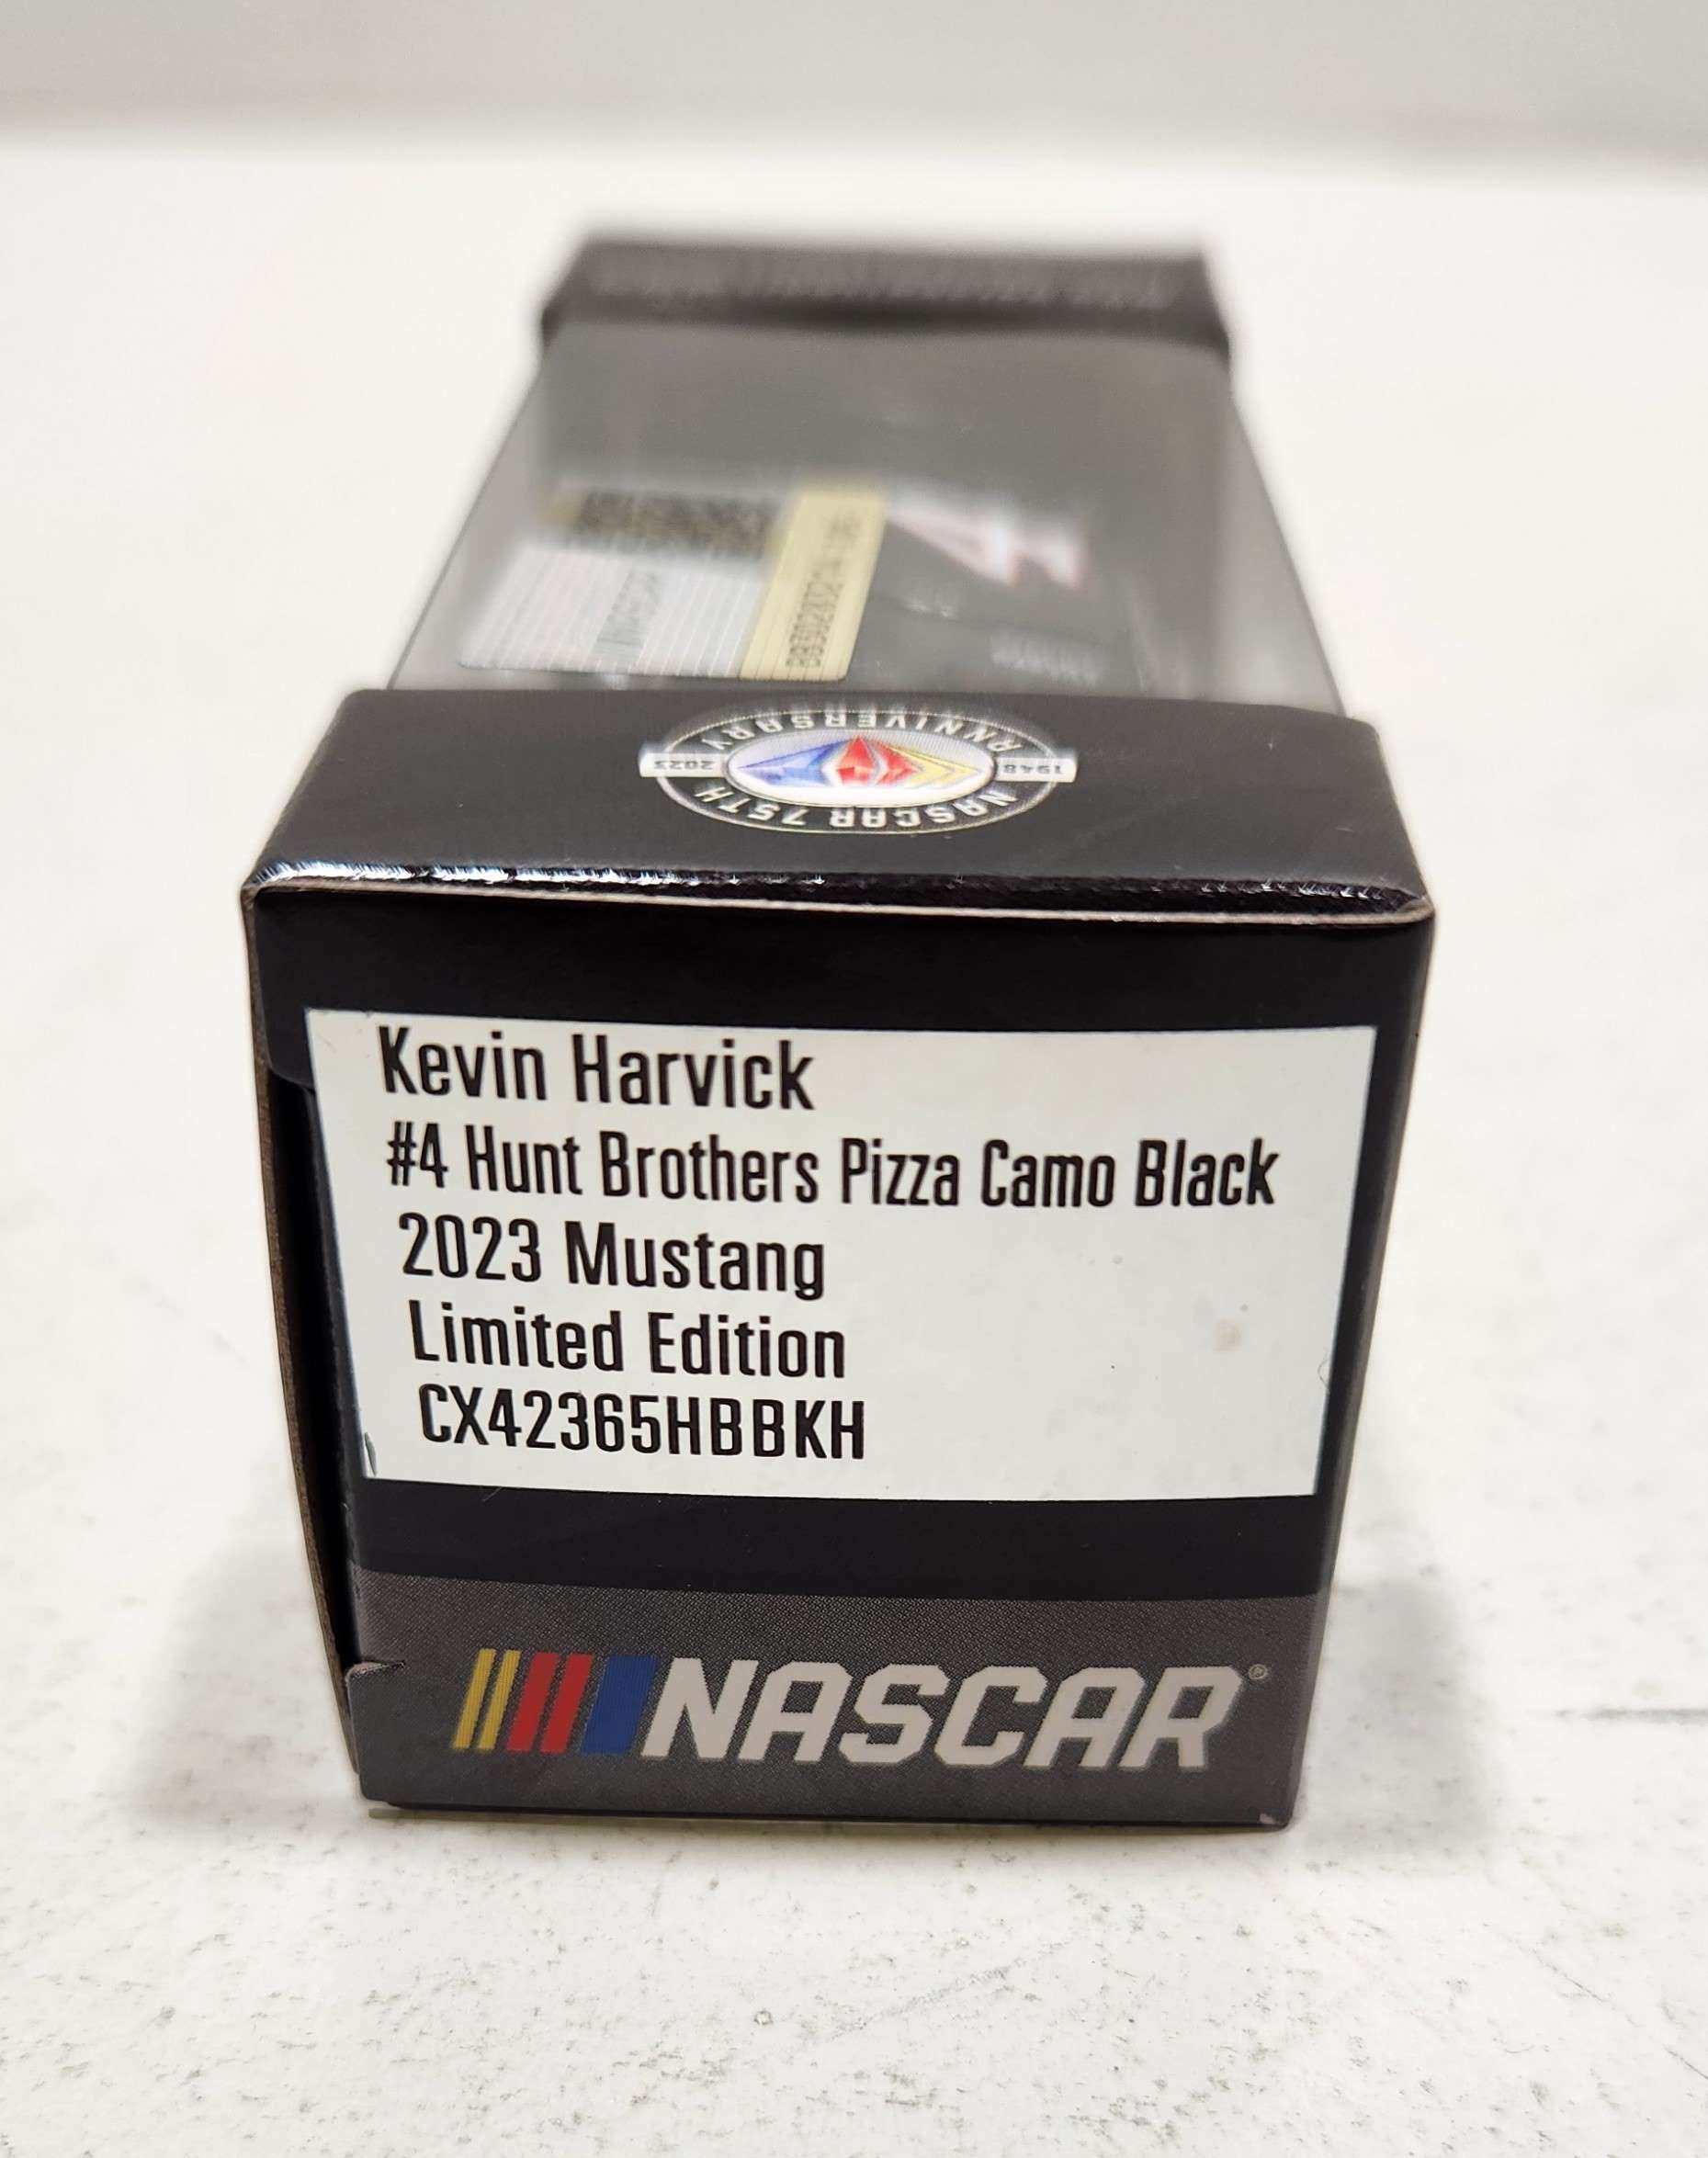 4
NASCAR 75TH
ANNIVERSARY
1948
2023
Kevin Harvick
#4 Hunt Brothers Pizza Camo Black
2023 Mustang
Limited Edition
CX42365HBBKH
NASCAR®